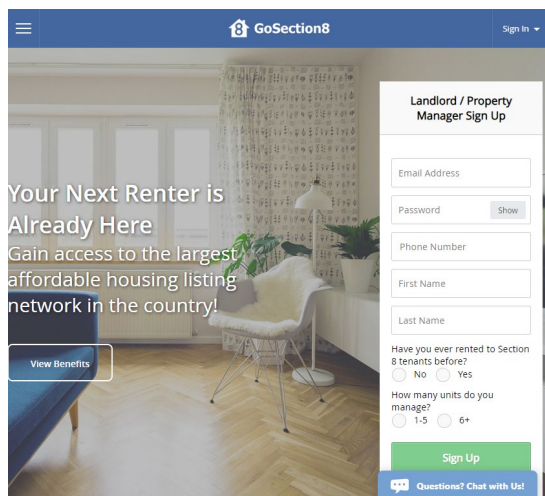 8 GoSection8
Sign In
Your Next Renter is
Already Here
Gain access to the largest
affordable housing listing
network in the country!
View Benefits
Landlord / Property
Manager Sign Up
Email Address
Password Show
Phone Number
First Name
Last Name
Have you ever rented to Section
8 tenants before?
No Yes
How many units do you
manage?
1-5 6+
Sign Up
Questions? Chat with Us!